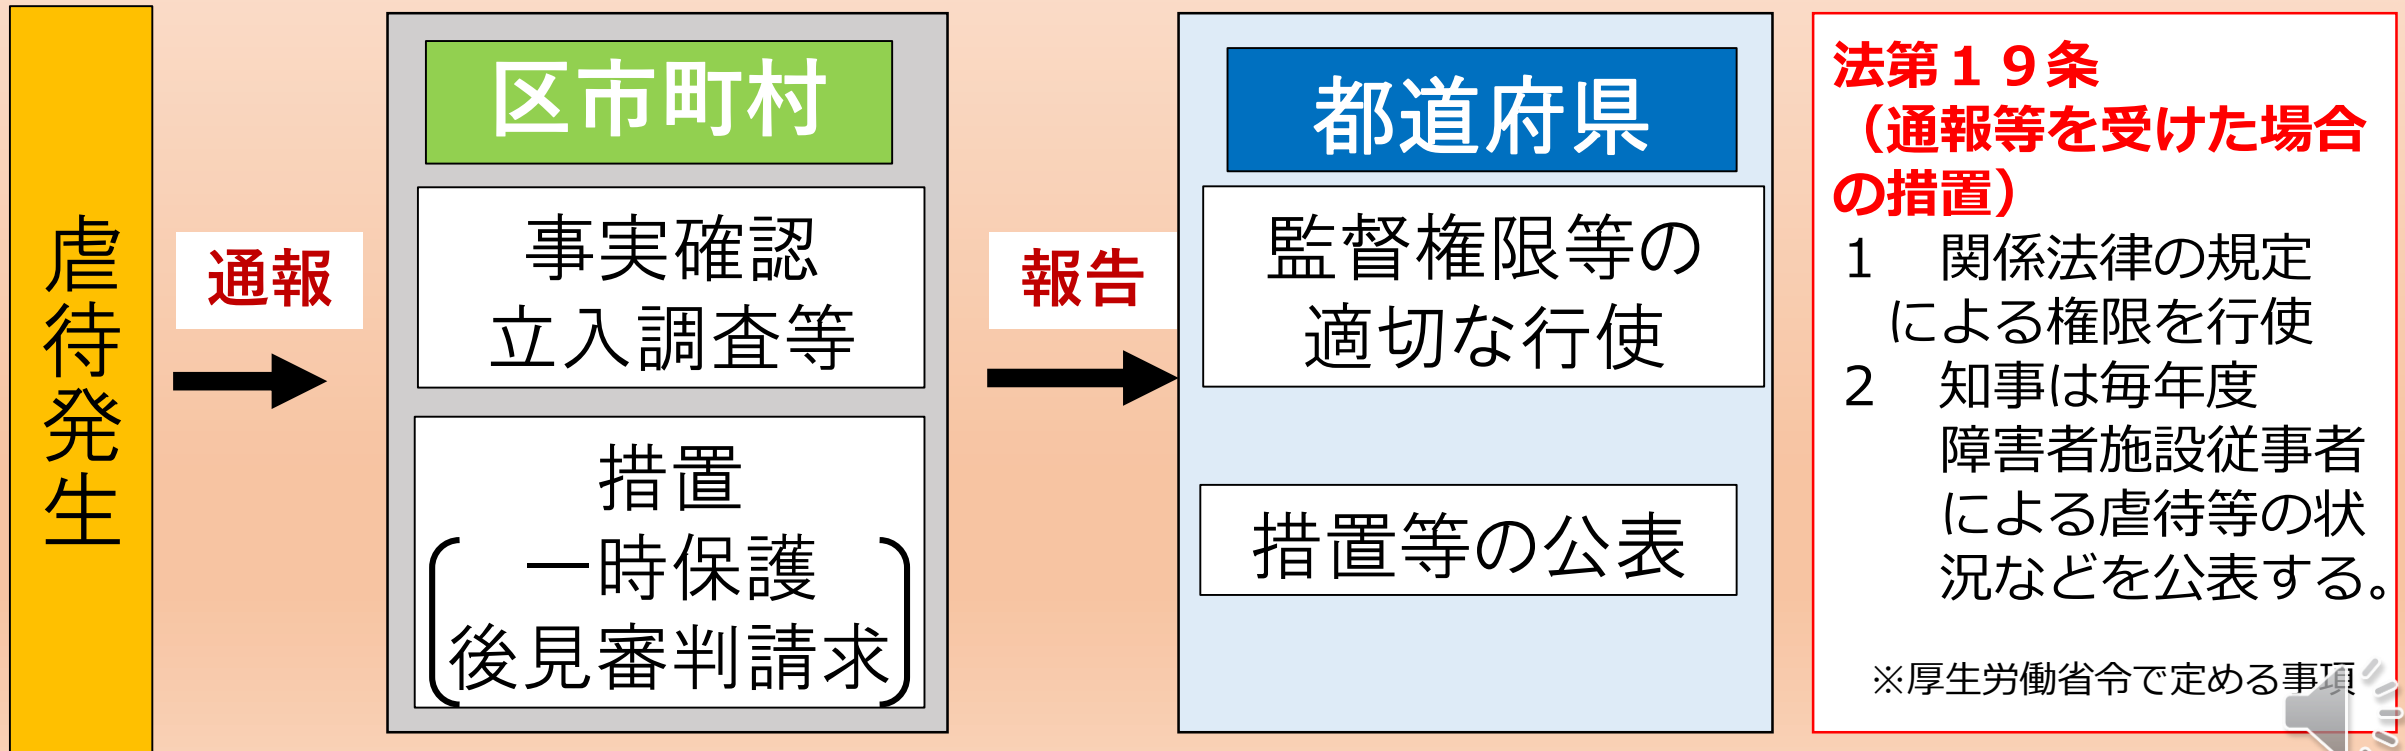 虐待発生
通報
区市町村
事実確認
立入調査等
措置
一時保護
後見審判請求
報告
都道府県
監督権限等の
適切な行使
措置等の公表
法第１９条
（通報等を受けた場合
の措置）
１　関係法律の規定
による権限を行使
２　知事は毎年度
障害者施設従事者
による虐待等の状
況などを公表する。
※厚生労働省令で定める事項